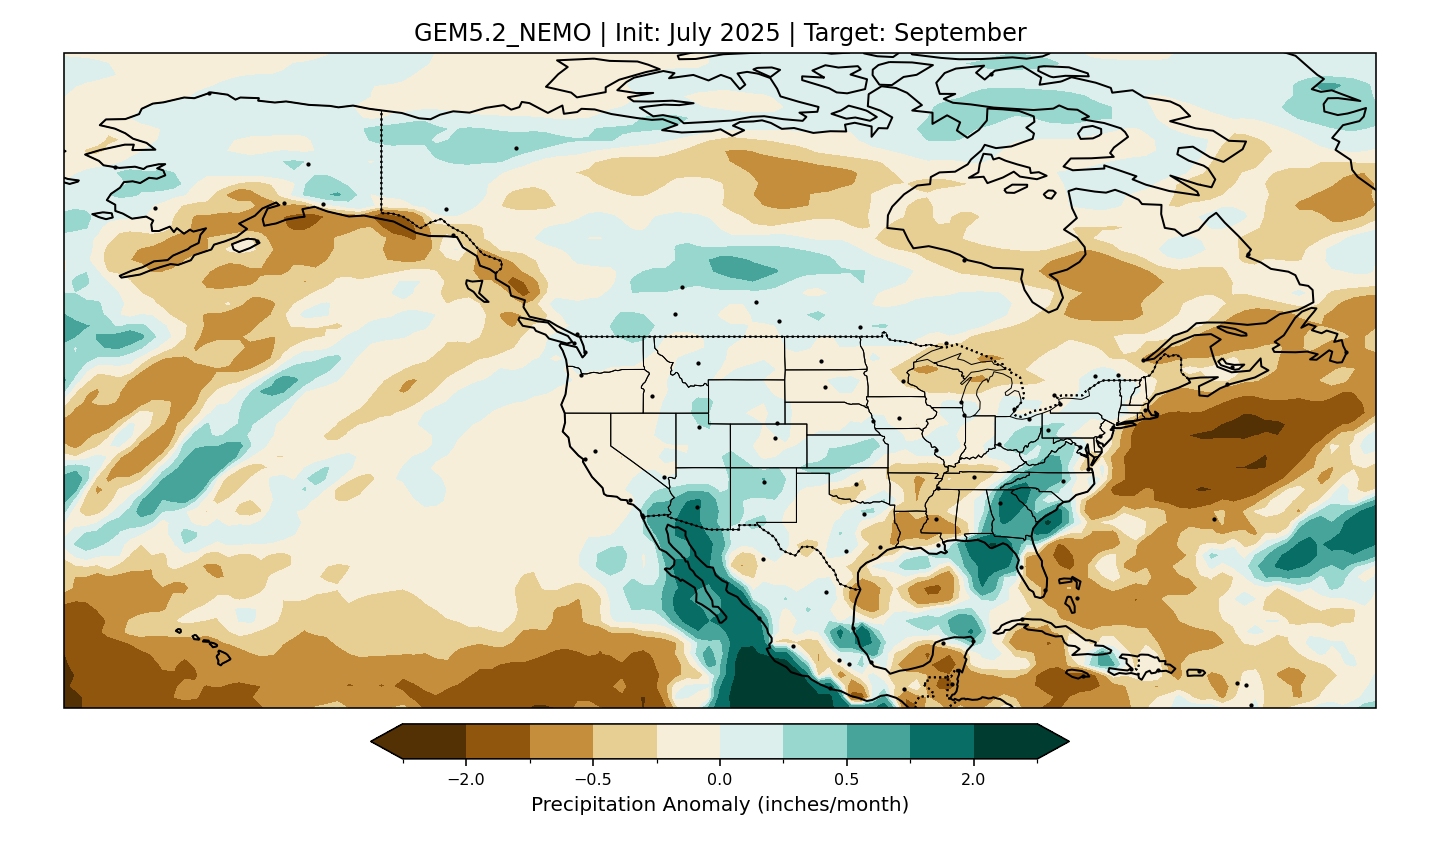 GEM5.2_NEMO | Init: July 2025 | Target: September
−2.0 −0.5 0.0 0.5 2.0
Precipitation Anomaly (inches/month)